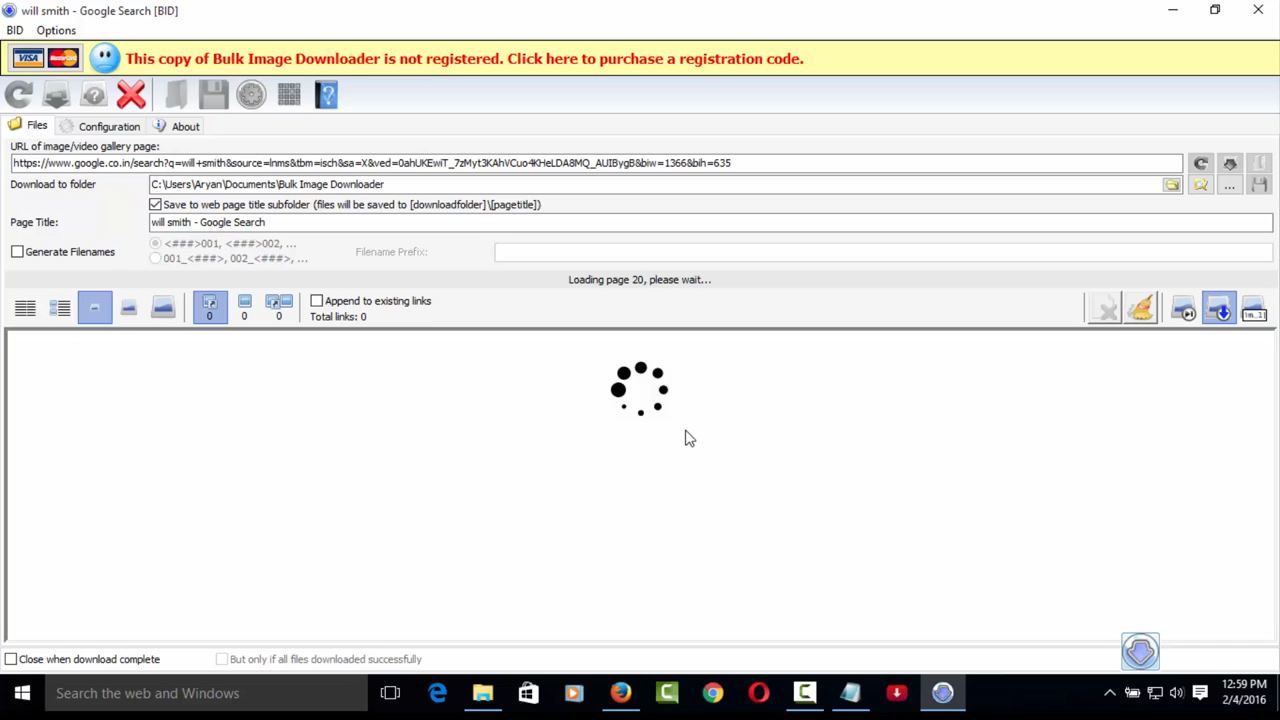 will smith - Google Search [BID]
BID Options
VISA MasterCard This copy of Bulk Image Downloader is not registered. Click here to purchase a registration code.
Files Configuration About
URL of image/video gallery page:
https://www.google.co.in/search?q=will+smith&source=lnms&tbm=isch&sa=X&ved=0ahUKEwiT_7zMyt3KAhVCuo4KHeLDA8MQ_AUIBygB&biw=1366&bih=635
Download to folder C:\Users\Aryan\Documents\Bulk Image Downloader ...
Save to web page title subfolder (files will be saved to [downloadfolder]\[pagetitle])
Page Title: will smith - Google Search
Generate Filenames <###>001, <###>002, ... Filename Prefix:
001_<###>, 002_<###>, ...
Loading page 20, please wait...
Append to existing links
0 0 0 Total links: 0
Close when download complete But only if all files downloaded successfully
Search the web and Windows
12:59 PM
2/4/2016